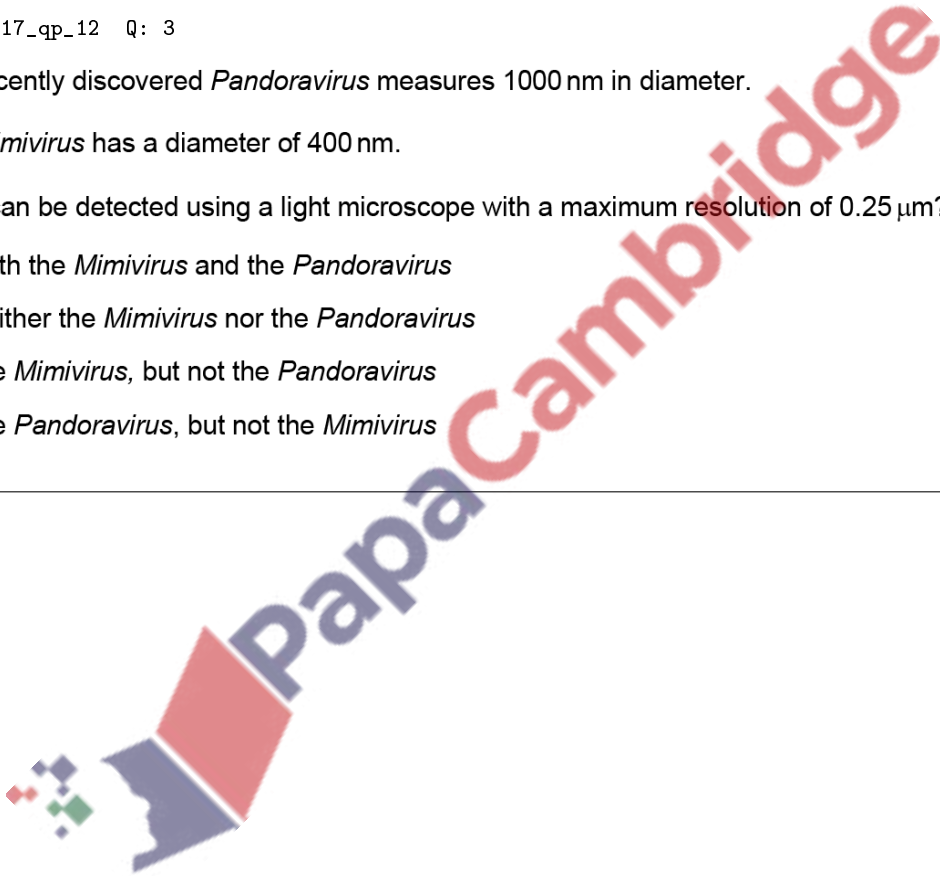 17_qp_12 Q: 3
cently discovered Pandoravirus measures 1000 nm in diameter.
mivirus has a diameter of 400 nm.
an be detected using a light microscope with a maximum resolution of 0.25 μm?
th the Mimivirus and the Pandoravirus
ither the Mimivirus nor the Pandoravirus
e Mimivirus, but not the Pandoravirus
e Pandoravirus, but not the Mimivirus
PapaCambridge